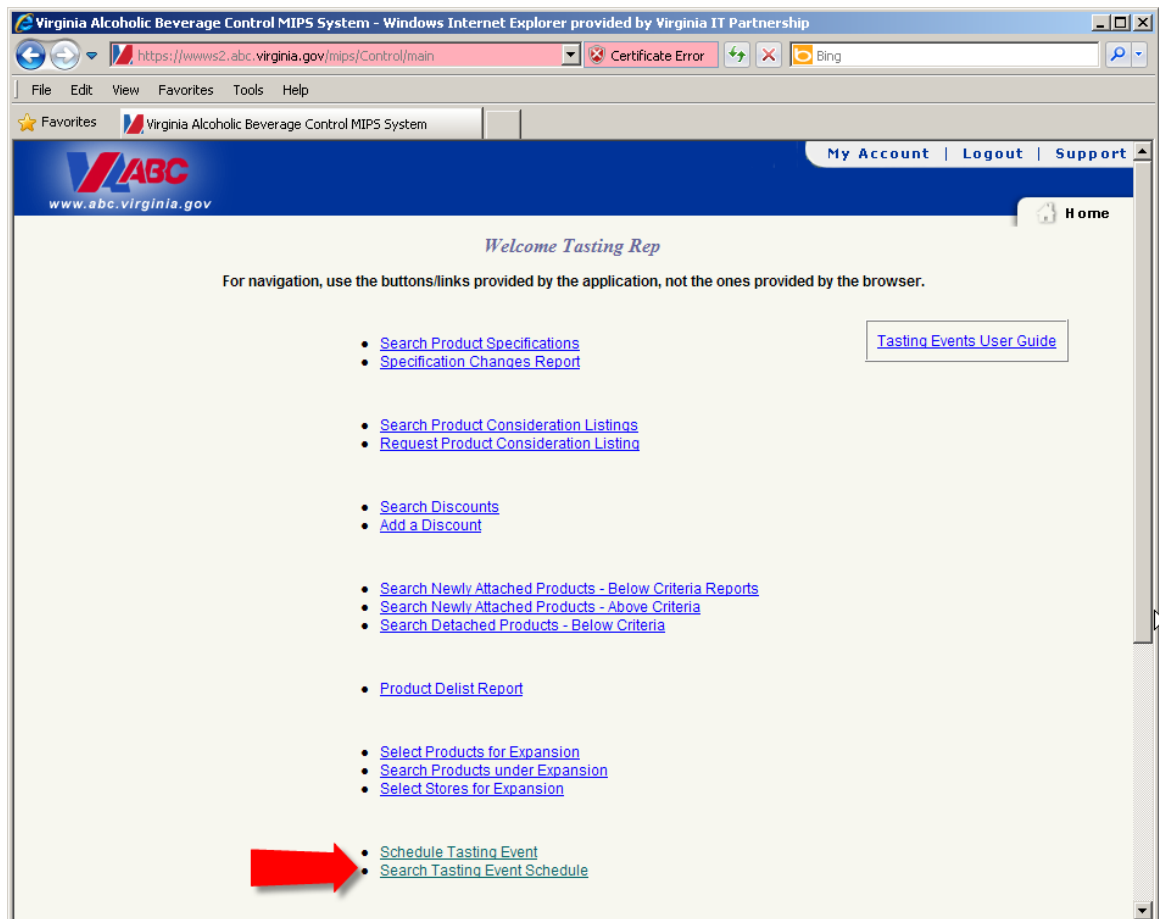 Virginia Alcoholic Beverage Control MIPS System - Windows Internet Explorer provided by Virginia IT Partnership
https://wwws2.abc.virginia.gov/mips/Control/main
Certificate Error
Bing
File Edit View Favorites Tools Help
Favorites
Virginia Alcoholic Beverage Control MIPS System
My Account | Logout | Support
VABC
www.abc.virginia.gov
Home
Welcome Tasting Rep
For navigation, use the buttons/links provided by the application, not the ones provided by the browser.
Tasting Events User Guide
• Search Product Specifications
• Specification Changes Report
• Search Product Consideration Listings
• Request Product Consideration Listing
• Search Discounts
• Add a Discount
• Search Newly Attached Products - Below Criteria Reports
• Search Newly Attached Products - Above Criteria
• Search Detached Products - Below Criteria
• Product Delist Report
• Select Products for Expansion
• Search Products under Expansion
• Select Stores for Expansion
• Schedule Tasting Event
• Search Tasting Event Schedule